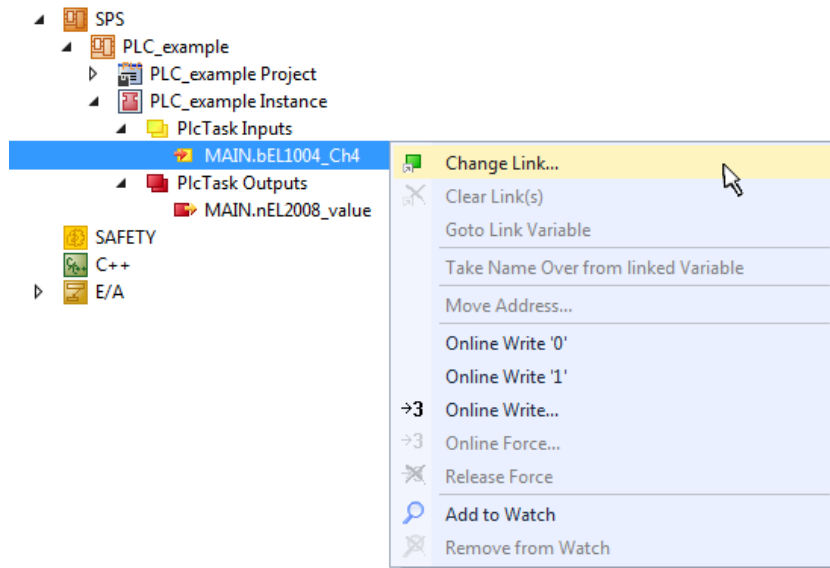 SPS
PLC_example
PLC_example Project
PLC_example Instance
PlcTask Inputs
MAIN.bEL1004_Ch4
PlcTask Outputs
MAIN.nEL2008_value
SAFETY
C++
E/A
Change Link...
Clear Link(s)
Goto Link Variable
Take Name Over from linked Variable
Move Address...
Online Write '0'
Online Write '1'
→3 Online Write...
→3 Online Force...
Release Force
Add to Watch
Remove from Watch